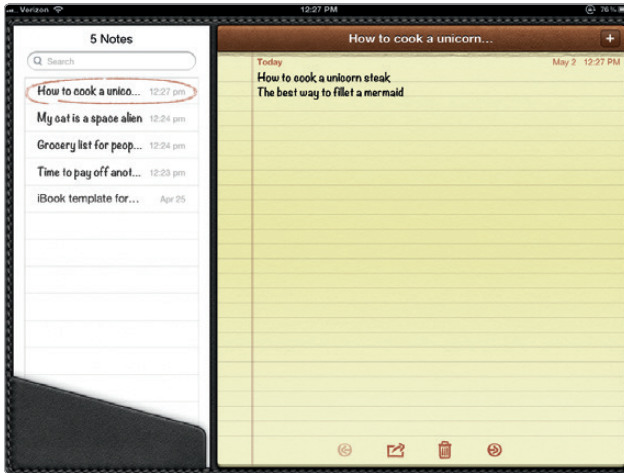 Verizon 12:27 PM 76%
5 Notes
Search
How to cook a unico... 12:27 pm
My cat is a space alien 12:24 pm
Grocery list for peop... 12:24 pm
Time to pay off anot... 12:23 pm
iBook template for... Apr 25
How to cook a unicorn... +
Today May 2 12:27 PM
How to cook a unicorn steak
The best way to fillet a mermaid